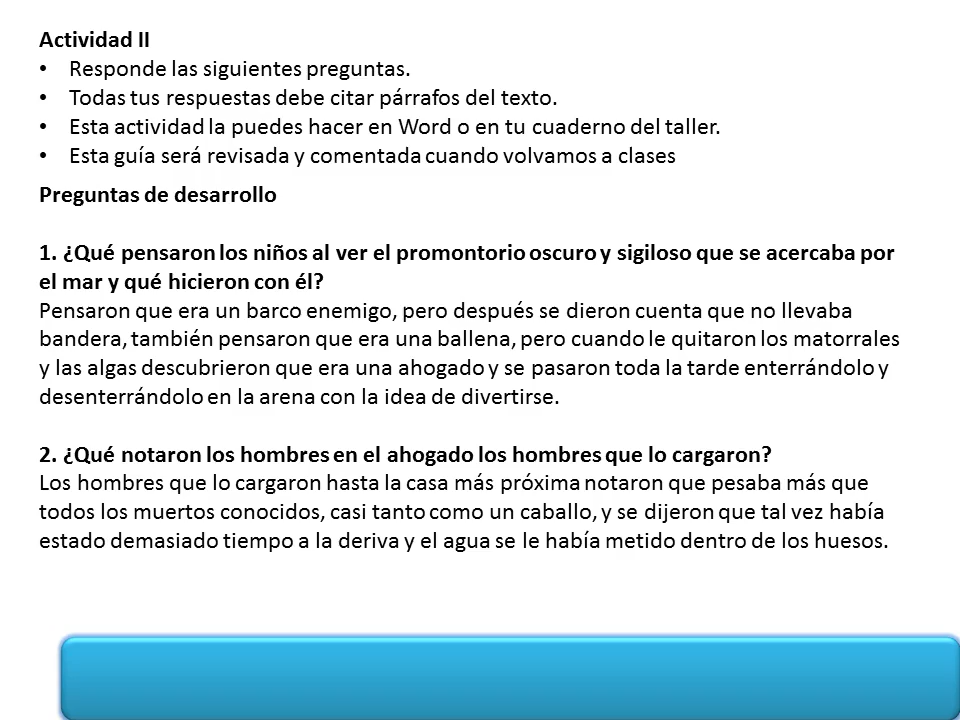 Actividad II
• Responde las siguientes preguntas.
• Todas tus respuestas debe citar párrafos del texto.
• Esta actividad la puedes hacer en Word o en tu cuaderno del taller.
• Esta guía será revisada y comentada cuando volvamos a clases
Preguntas de desarrollo
1. ¿Qué pensaron los niños al ver el promontorio oscuro y sigiloso que se acercaba por
el mar y qué hicieron con él?
Pensaron que era un barco enemigo, pero después se dieron cuenta que no llevaba
bandera, también pensaron que era una ballena, pero cuando le quitaron los matorrales
y las algas descubrieron que era una ahogado y se pasaron toda la tarde enterrándolo y
desenterrándolo en la arena con la idea de divertirse.
2. ¿Qué notaron los hombres en el ahogado los hombres que lo cargaron?
Los hombres que lo cargaron hasta la casa más próxima notaron que pesaba más que
todos los muertos conocidos, casi tanto como un caballo, y se dijeron que tal vez había
estado demasiado tiempo a la deriva y el agua se le había metido dentro de los huesos.